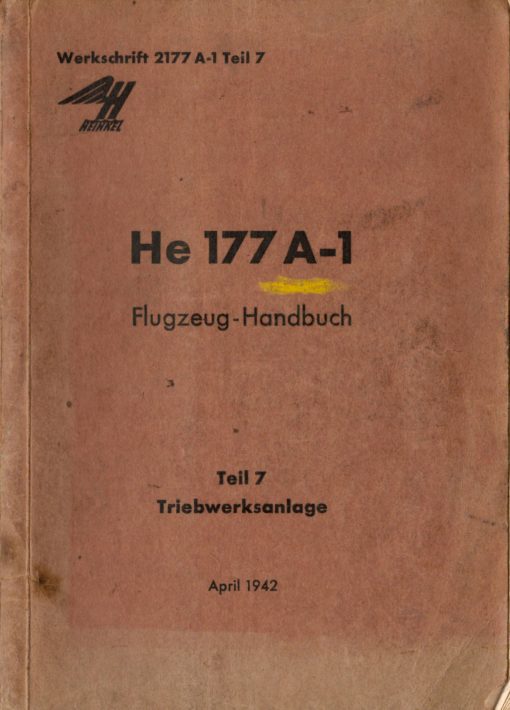 Werkschrift 2177 A-1 Teil 7
HEINKEL
He 177 A-1
Flugzeug-Handbuch
Teil 7
Triebwerksanlage
April 1942